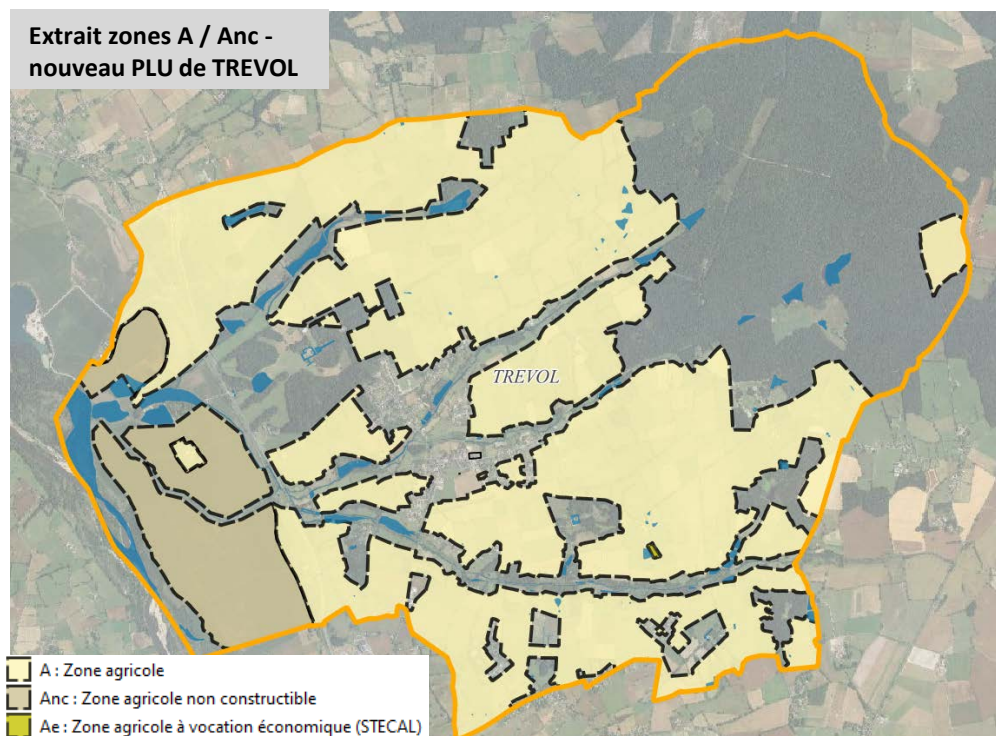 Extrait zones A / Anc -
nouveau PLU de TREVOL
TREVOL
A : Zone agricole
Anc : Zone agricole non constructible
Ae : Zone agricole à vocation économique (STECAL)